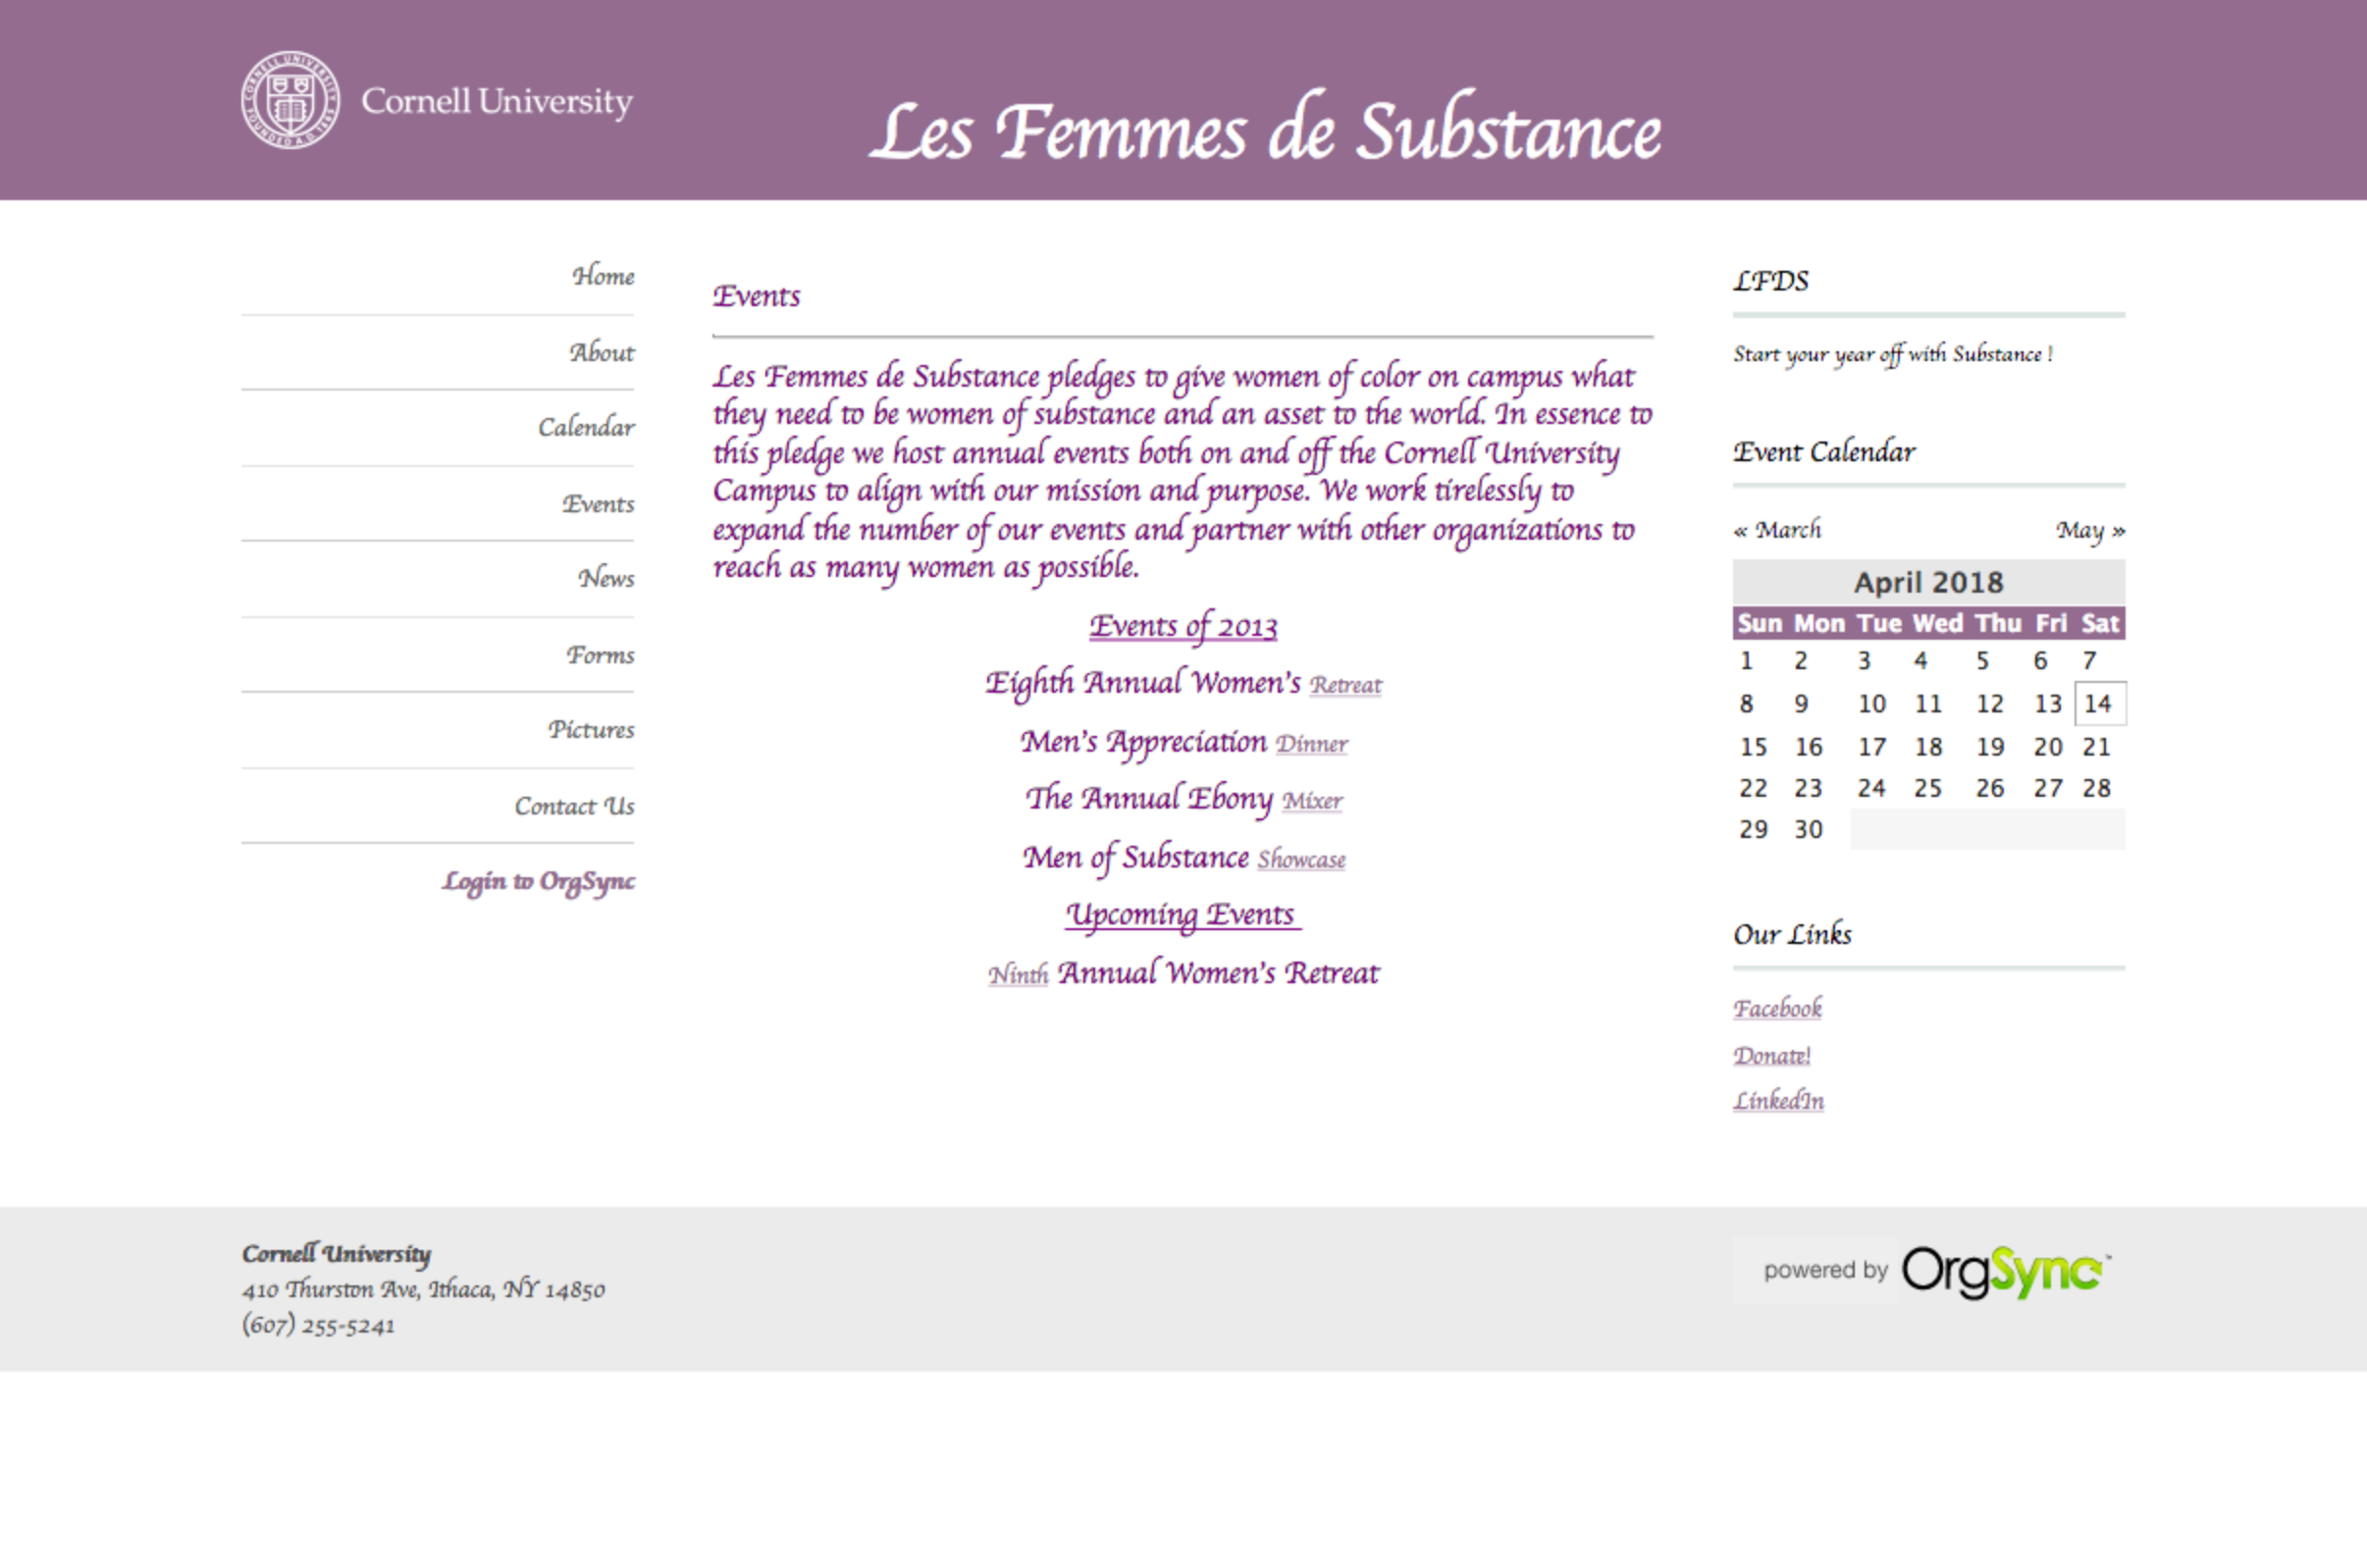 CORNELL UNIVERSITY
FOUNDED A.D. 1865
Cornell University
Les Femmes de Substance
Home
About
Calendar
Events
News
Forms
Pictures
Contact Us
Login to OrgSync
Events
Les Femmes de Substance pledges to give women of color on campus what
they need to be women of substance and an asset to the world. In essence to
this pledge we host annual events both on and off the Cornell University
Campus to align with our mission and purpose. We work tirelessly to
expand the number of our events and partner with other organizations to
reach as many women as possible.
Events of 2013
Eighth Annual Women's Retreat
Men's Appreciation Dinner
The Annual Ebony Mixer
Men of Substance Showcase
Upcoming Events
Ninth Annual Women's Retreat
LFDS
Start your year off with Substance !
Event Calendar
« March May »
April 2018
Sun Mon Tue Wed Thu Fri Sat
1 2 3 4 5 6 7
8 9 10 11 12 13 14
15 16 17 18 19 20 21
22 23 24 25 26 27 28
29 30
Our Links
Facebook
Donate!
LinkedIn
Cornell University
410 Thurston Ave, Ithaca, NY 14850
(607) 255-5241
powered by OrgSync™